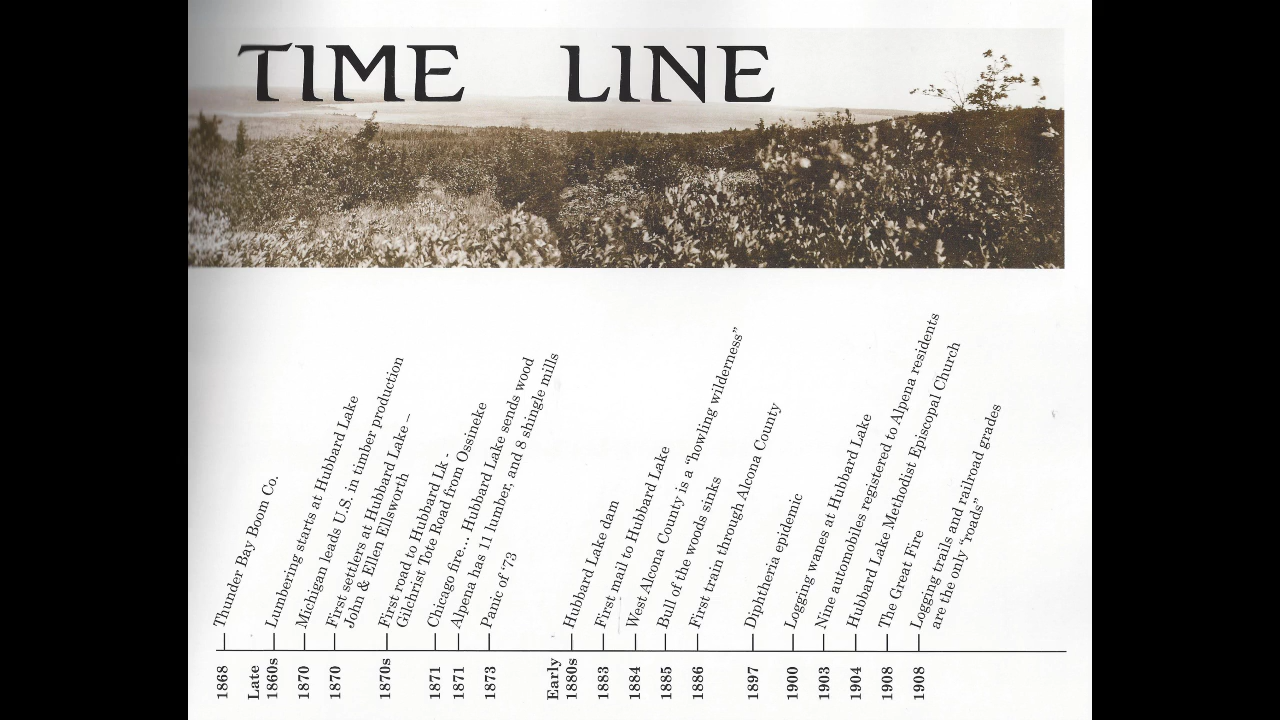 TIME LINE
Thunder Bay Boom Co.
Lumbering starts at Hubbard Lake
Michigan leads U.S. in timber production
First settlers at Hubbard Lake –
John & Ellen Ellsworth
First road to Hubbard Lk -
Gilchrist Tote Road from Ossineke
Chicago fire... Hubbard Lake sends wood
Alpena has 11 lumber, and 8 shingle mills
Panic of ‘73
Hubbard Lake dam
First mail to Hubbard Lake
West Alcona County is a “howling wilderness”
Bull of the woods sinks
First train through Alcona County
Diphtheria epidemic
Logging wanes at Hubbard Lake
Nine automobiles registered to Alpena residents
Hubbard Lake Methodist Episcopal Church
The Great Fire
Logging trails and railroad grades
are the only “roads”
1868
Late
1860s
1870
1870
1870s
1871
1871
1873
Early
1880s
1883
1884
1885
1886
1897
1900
1903
1904
1908
1908